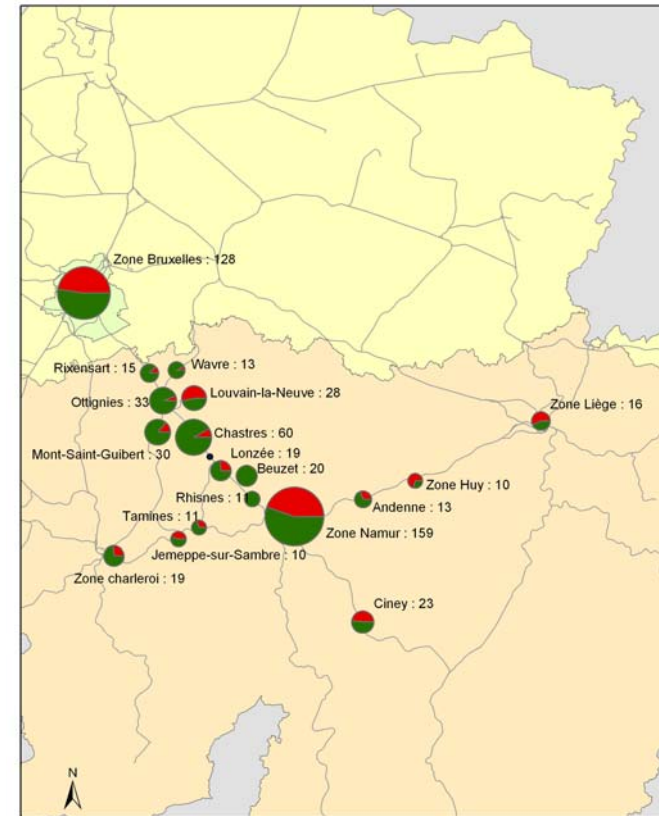 Zone Bruxelles : 128
Rixensart : 15
Wavre : 13
Ottignies : 33
Louvain-la-Neuve : 28
Chastres : 60
Mont-Saint-Guibert : 30
Lonzée : 19
Beuzet : 20
Zone Liège : 16
Rhisnes : 11
Zone Huy : 10
Andenne : 13
Tamines : 11
Zone Namur : 159
Jemeppe-sur-Sambre : 10
Zone charleroi : 19
Ciney : 23
N